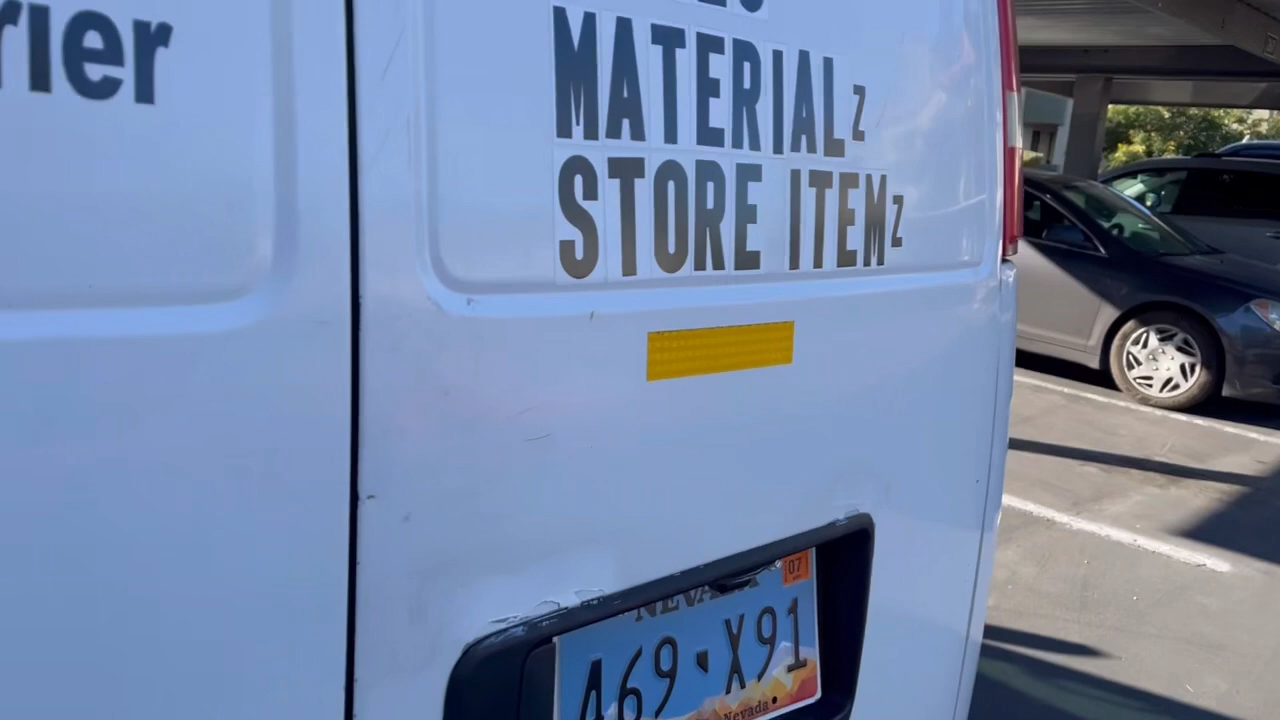 rier
MATERIALZ
STORE ITEMZ
07
NEVADA
469·X91
Nevada